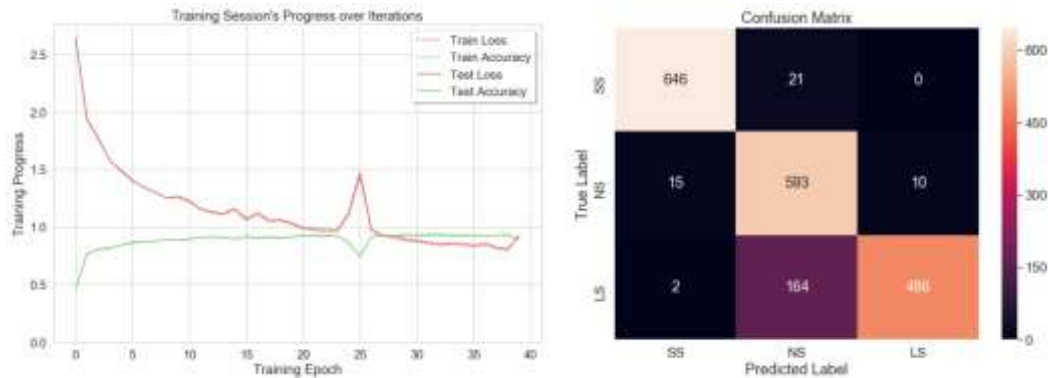 Training Session's Progress over Iterations
Train Loss
Train Accuracy
Test Loss
Test Accuracy
Training Progress
2.5
2.0
1.5
1.0
0.5
0.0
0 5 10 15 20 25 30 35 40
Training Epoch
Confusion Matrix
True Label
SS
NS
LS
646 21 0
15 593 10
2 164 486
SS NS LS
Predicted Label
600
450
300
150
0